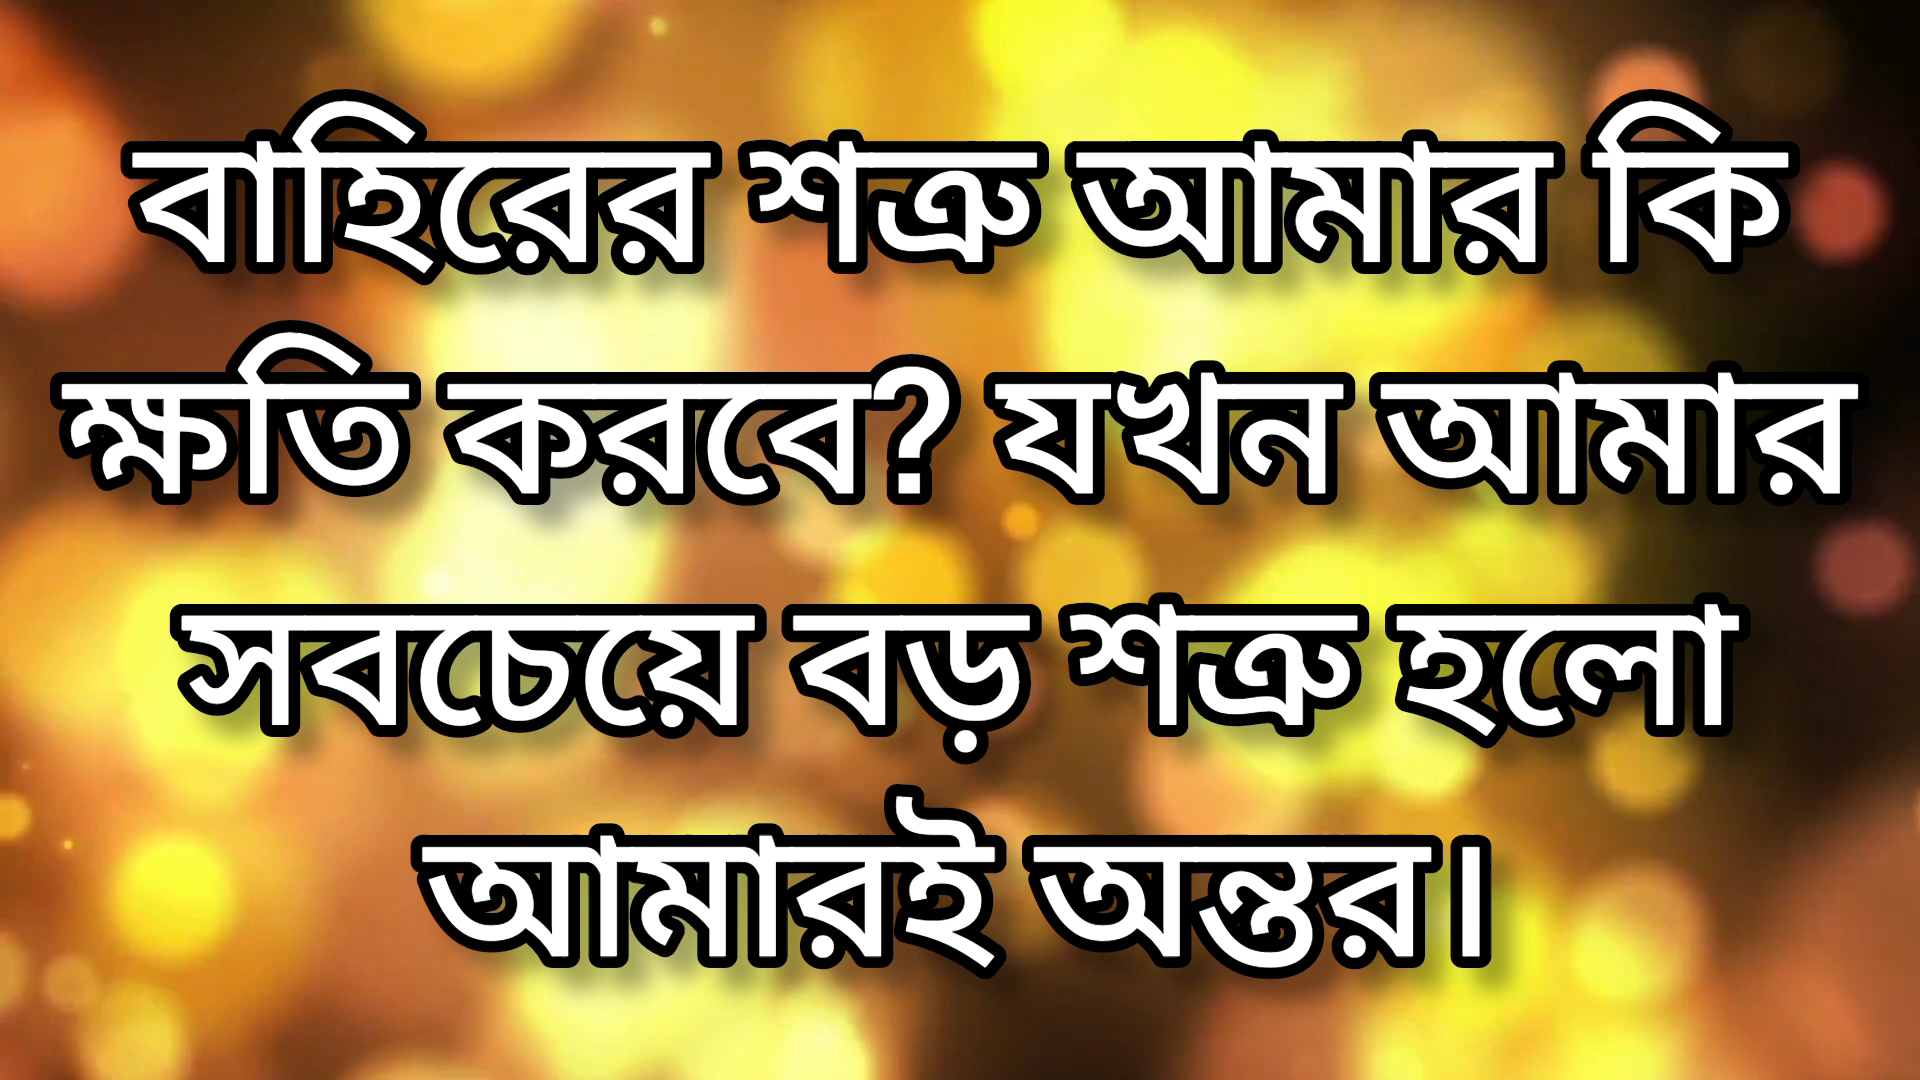 বাহিরের শত্রু আমার কি
ক্ষতি করবে? যখন আমার
সবচেয়ে বড় শত্রু হলো
আমারই অন্তর।